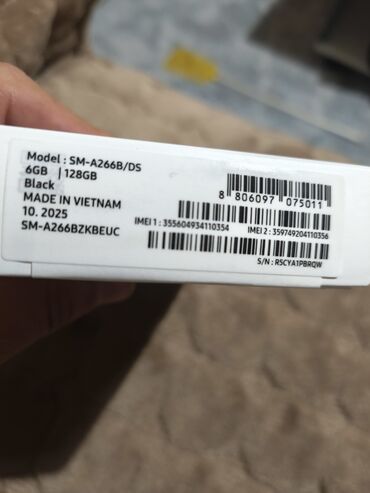 Model : SM-A266B/DS
6GB | 128GB
Black
MADE IN VIETNAM
10. 2025
SM-A266BZKBEUC
8 806097 075011
IMEI 1 : 355604934110354
IMEI 2 : 359749204110356
S/N : R5CYA1PBRQW